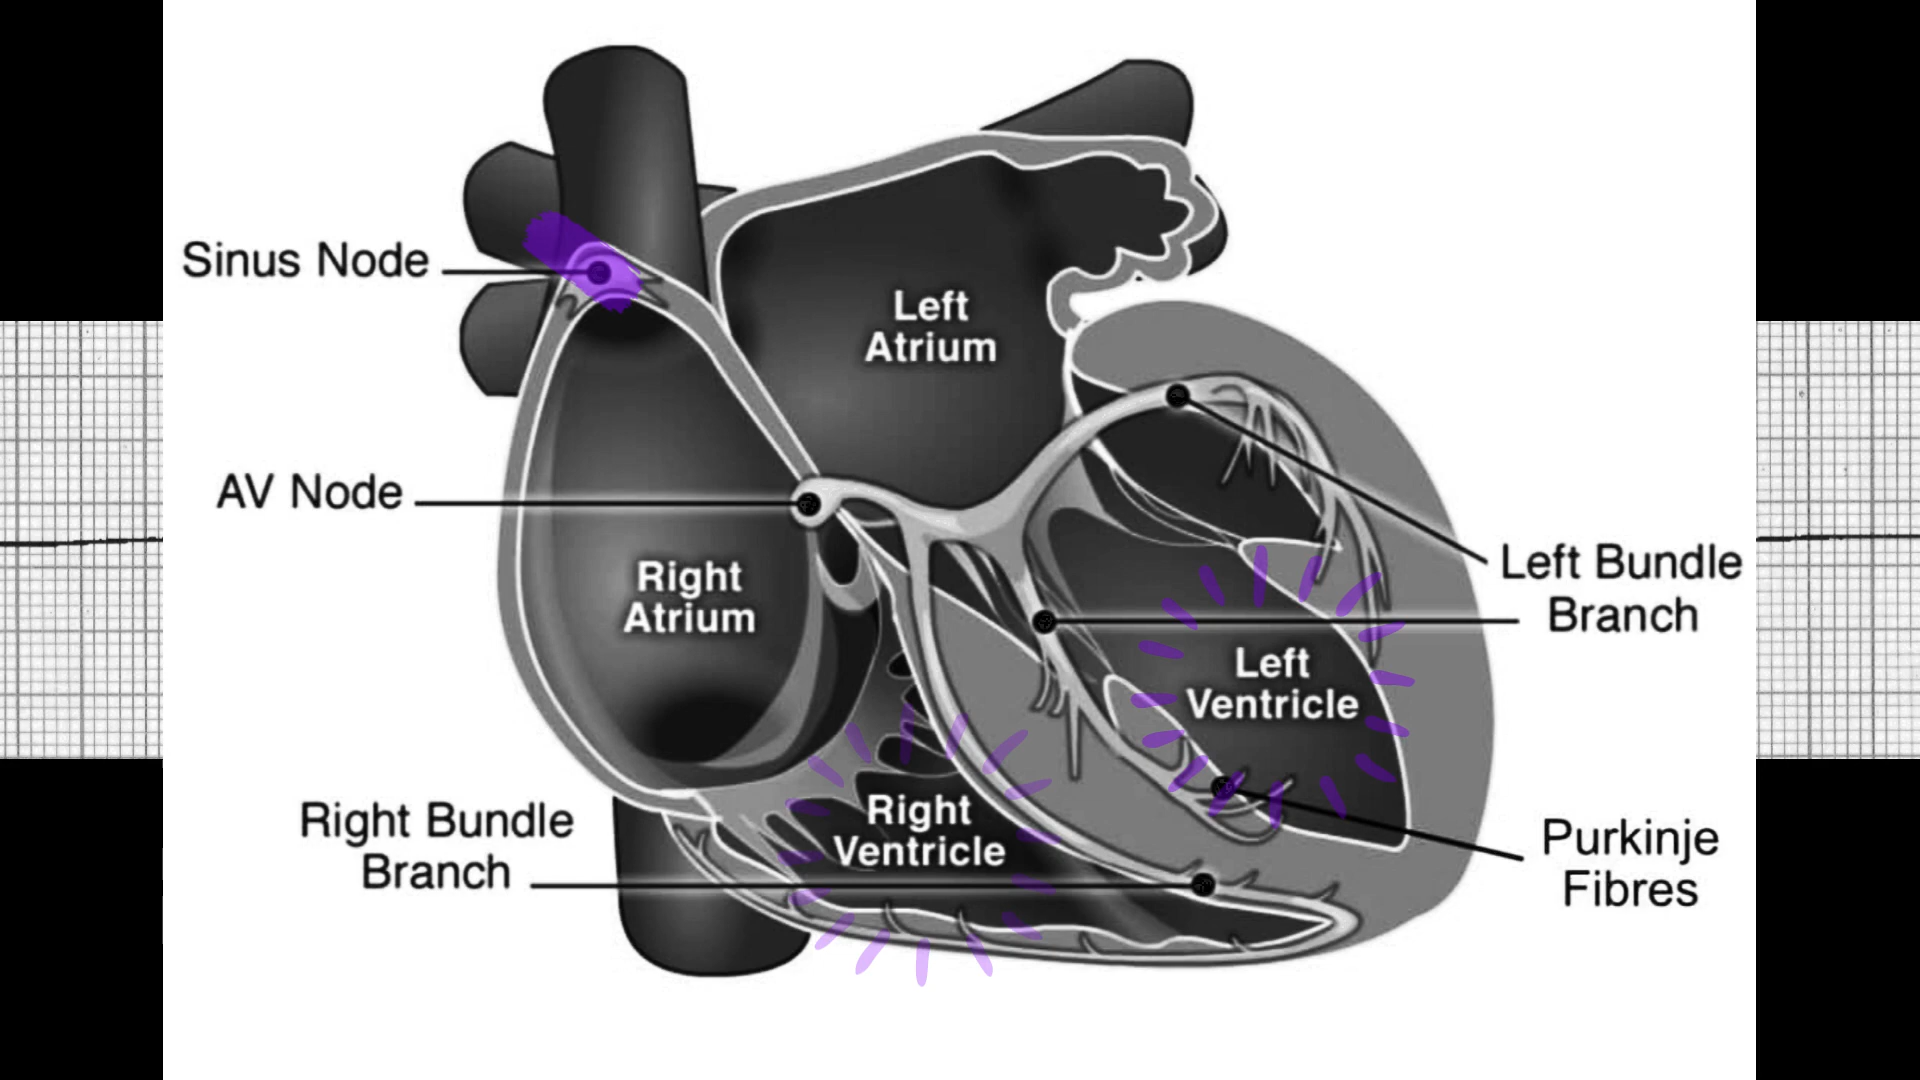 Sinus Node
Left
Atrium
AV Node
Right
Atrium
Left Bundle
Branch
Left
Ventricle
Right
Ventricle
Right Bundle
Branch
Purkinje
Fibres